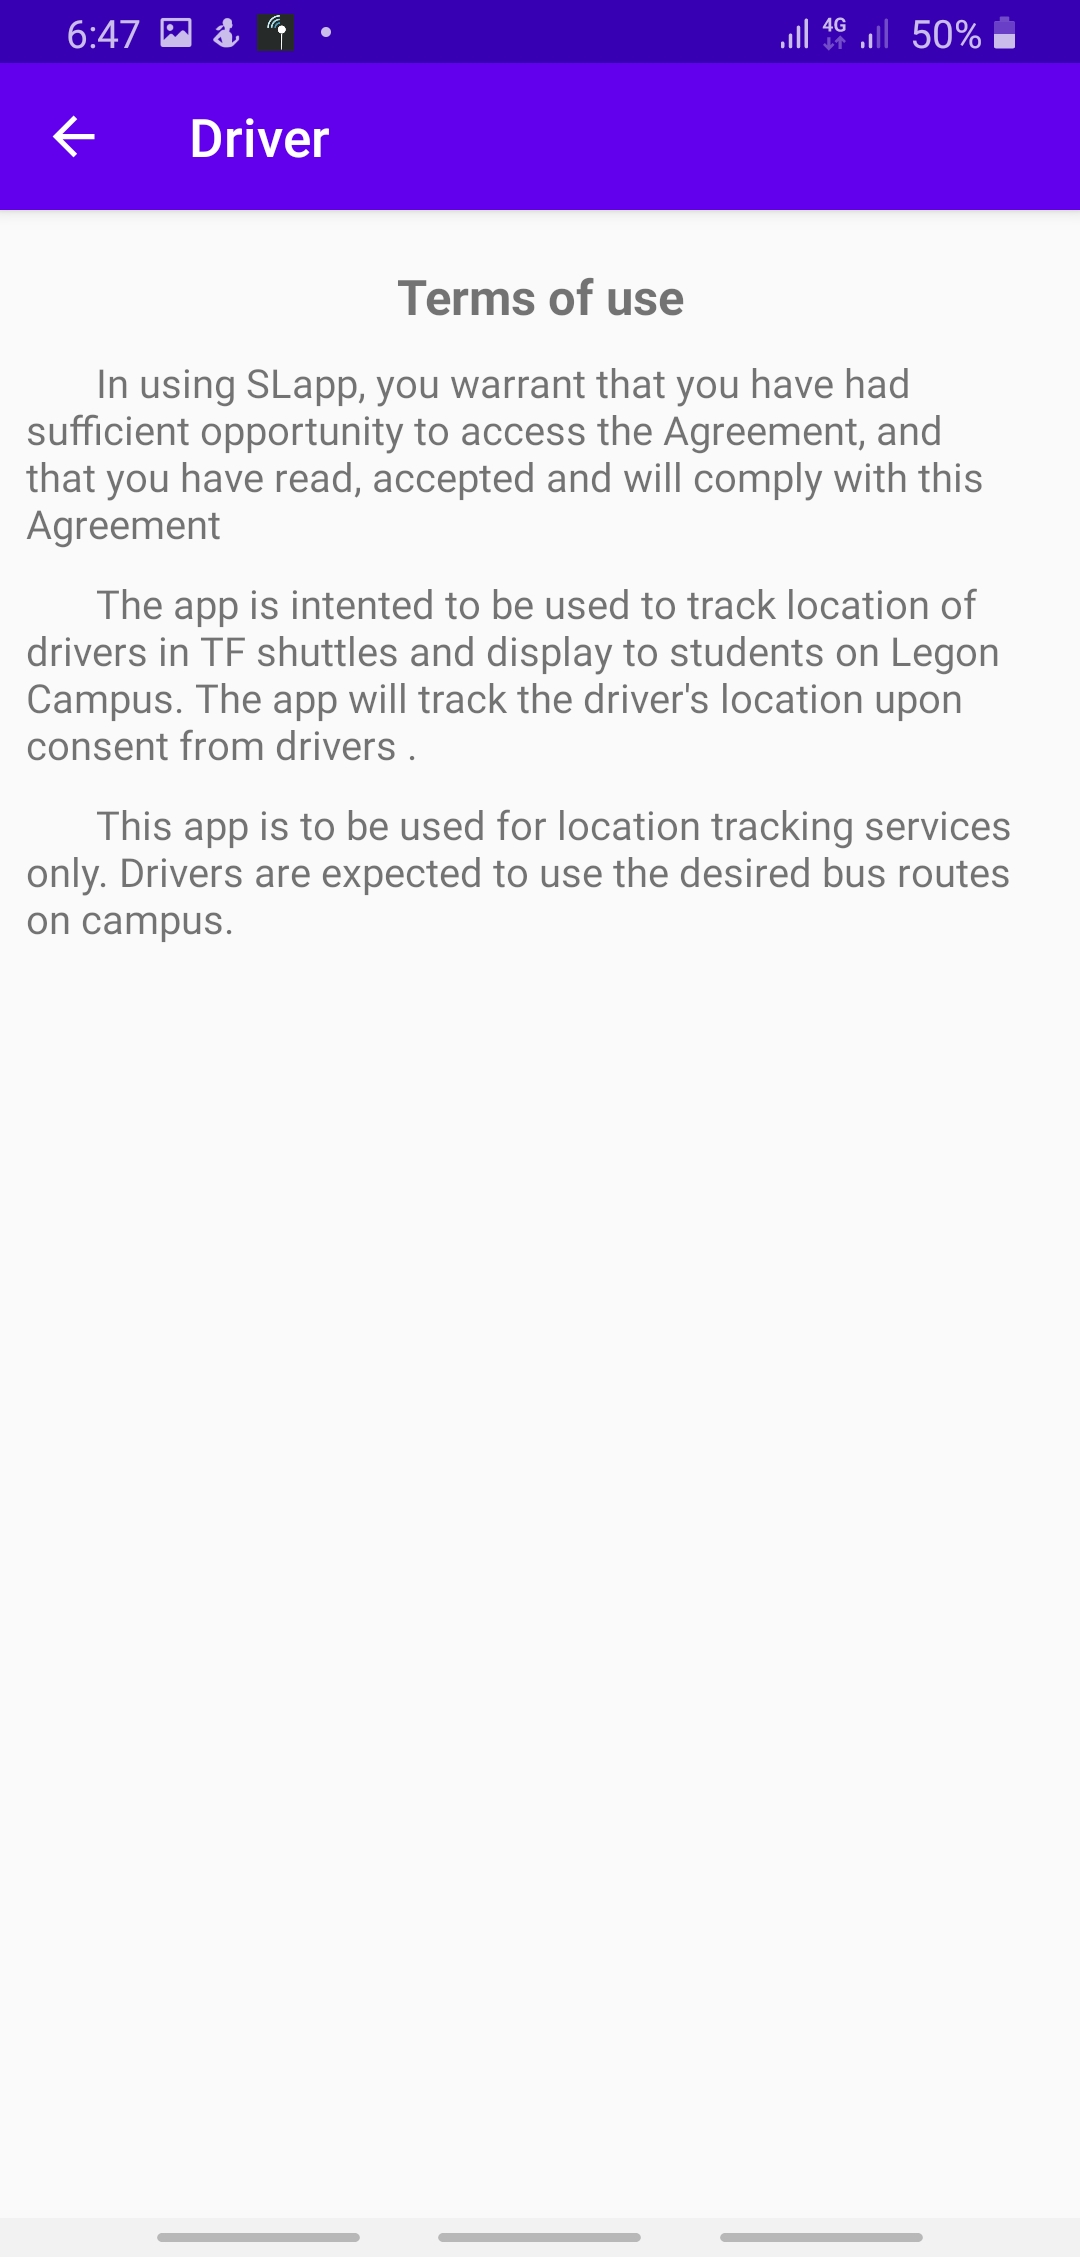 6:47 4G 50%
Driver
Terms of use
In using SLapp, you warrant that you have had
sufficient opportunity to access the Agreement, and
that you have read, accepted and will comply with this
Agreement
The app is intented to be used to track location of
drivers in TF shuttles and display to students on Legon
Campus. The app will track the driver's location upon
consent from drivers .
This app is to be used for location tracking services
only. Drivers are expected to use the desired bus routes
on campus.